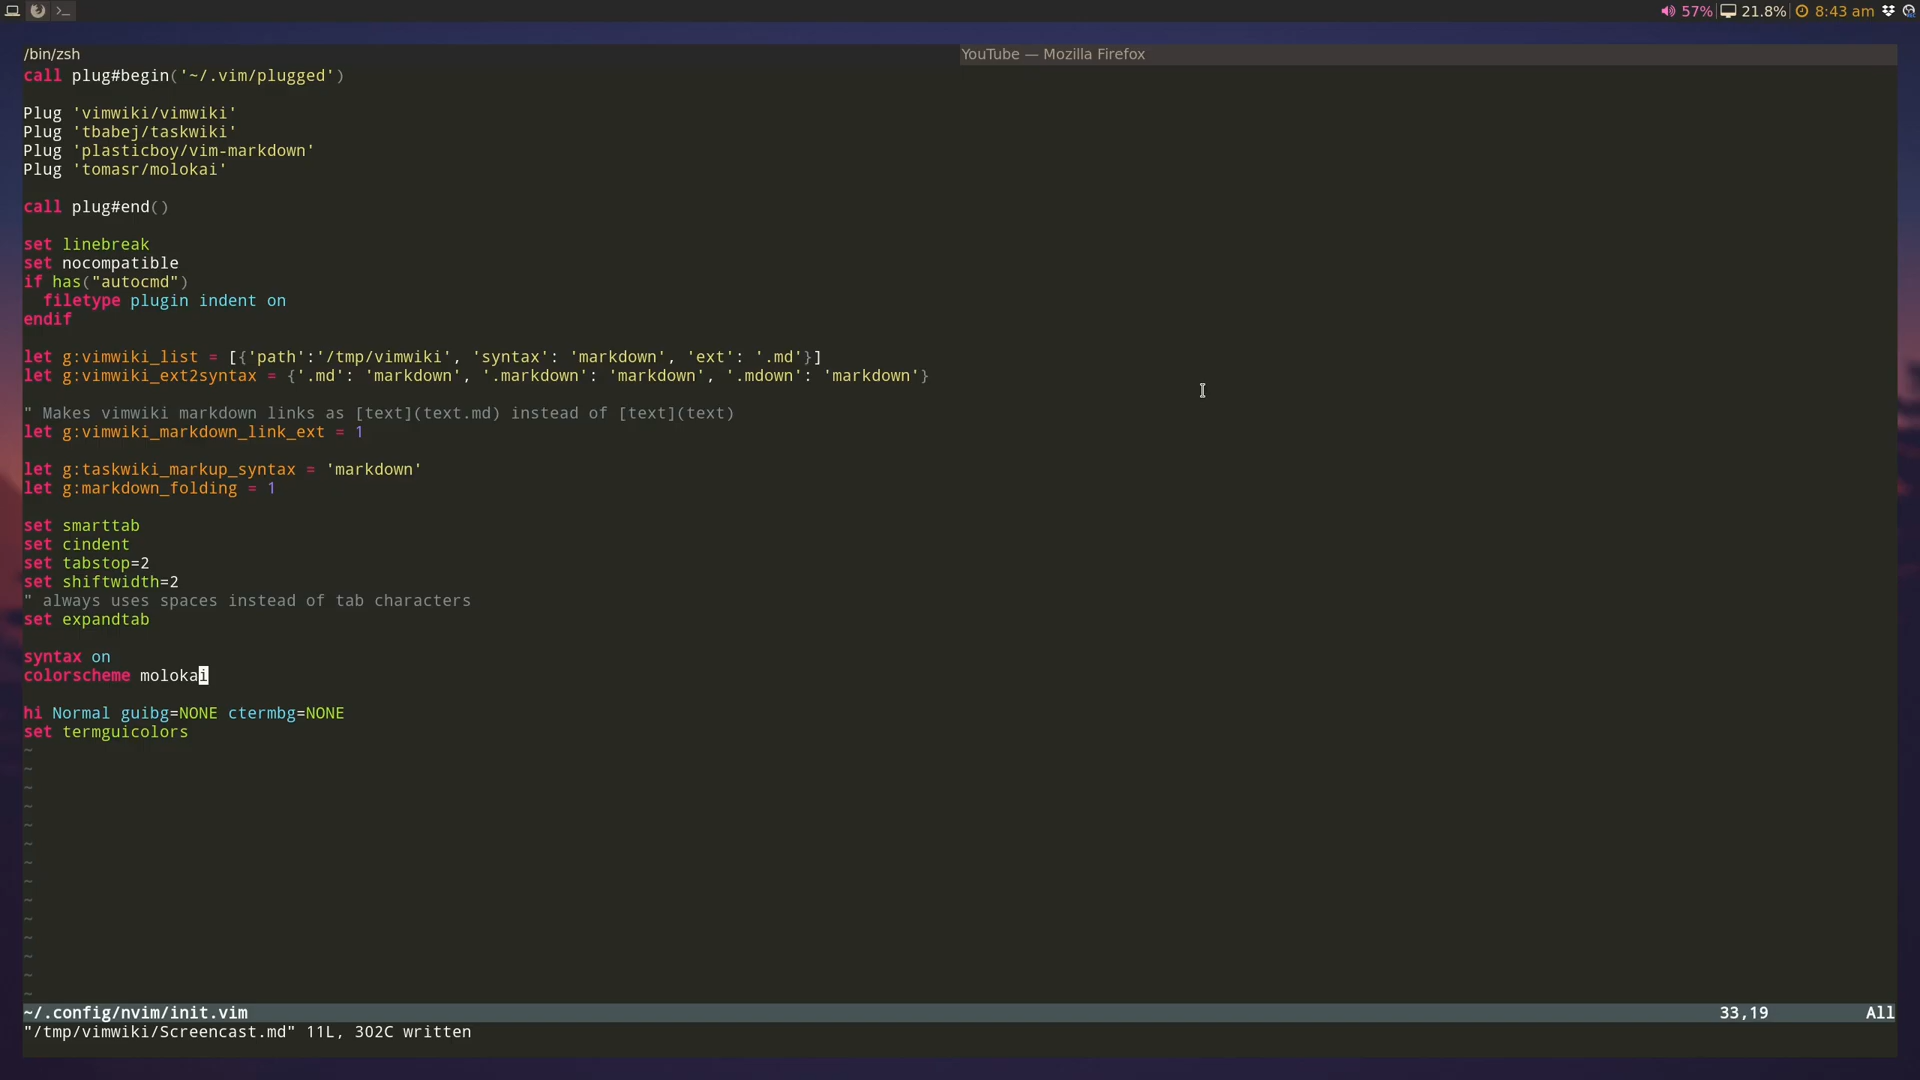 57% 21.8% 8:43 am
/bin/zsh
YouTube — Mozilla Firefox
call plug#begin('~/.vim/plugged')
Plug 'vimwiki/vimwiki'
Plug 'tbabej/taskwiki'
Plug 'plasticboy/vim-markdown'
Plug 'tomasr/molokai'
call plug#end()
set linebreak
set nocompatible
if has("autocmd")
  filetype plugin indent on
endif
let g:vimwiki_list = [{'path':'/tmp/vimwiki', 'syntax': 'markdown', 'ext': '.md'}]
let g:vimwiki_ext2syntax = {'.md': 'markdown', '.markdown': 'markdown', '.mdown': 'markdown'}
" Makes vimwiki markdown links as [text](text.md) instead of [text](text)
let g:vimwiki_markdown_link_ext = 1
let g:taskwiki_markup_syntax = 'markdown'
let g:markdown_folding = 1
set smarttab
set cindent
set tabstop=2
set shiftwidth=2
" always uses spaces instead of tab characters
set expandtab
syntax on
colorscheme molokai
hi Normal guibg=NONE ctermbg=NONE
set termguicolors
~
~
~
~
~
~
~
~
~
~
~
~
~
~
~/.config/nvim/init.vim 33,19 All
"/tmp/vimwiki/Screencast.md" 11L, 302C written